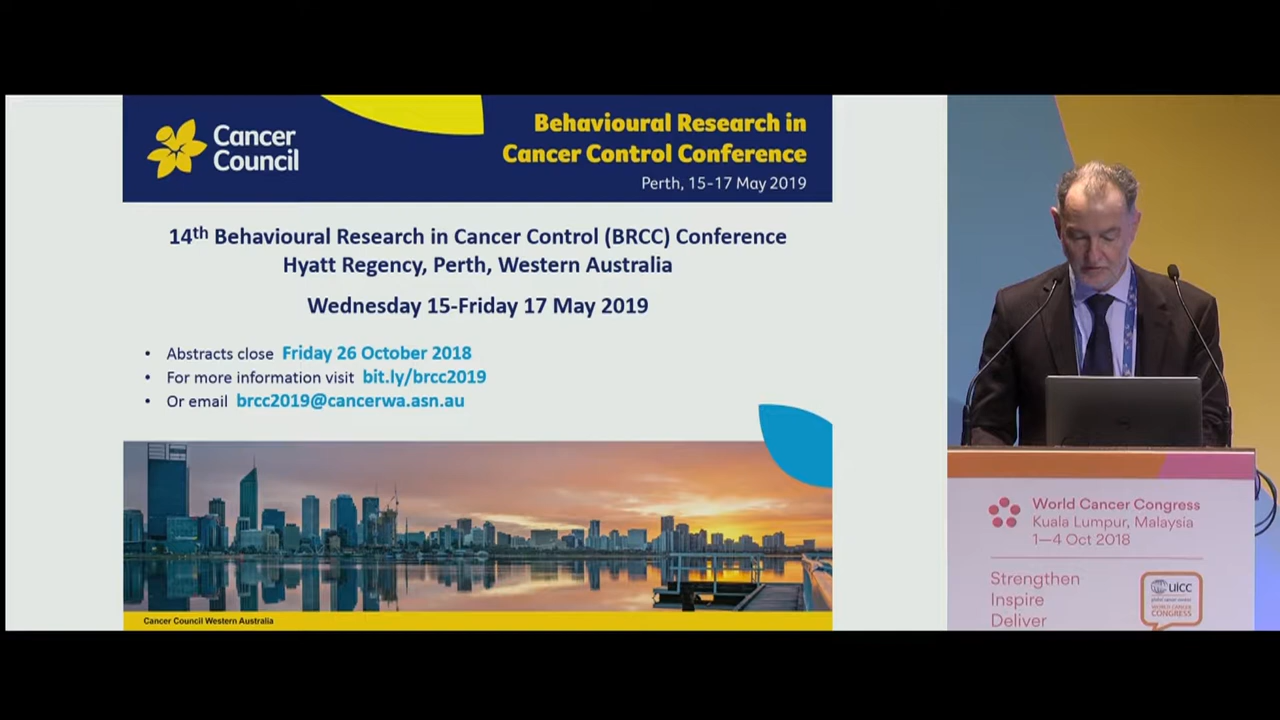 Cancer
Council
Behavioural Research in
Cancer Control Conference
Perth, 15-17 May 2019
14th Behavioural Research in Cancer Control (BRCC) Conference
Hyatt Regency, Perth, Western Australia
Wednesday 15-Friday 17 May 2019
• Abstracts close Friday 26 October 2018
• For more information visit bit.ly/brcc2019
• Or email brcc2019@cancerwa.asn.au
Cancer Council Western Australia
World Cancer Congress
Kuala Lumpur, Malaysia
1—4 Oct 2018
Strengthen
Inspire
Deliver
uicc
global cancer control
WORLD CANCER
CONGRESS